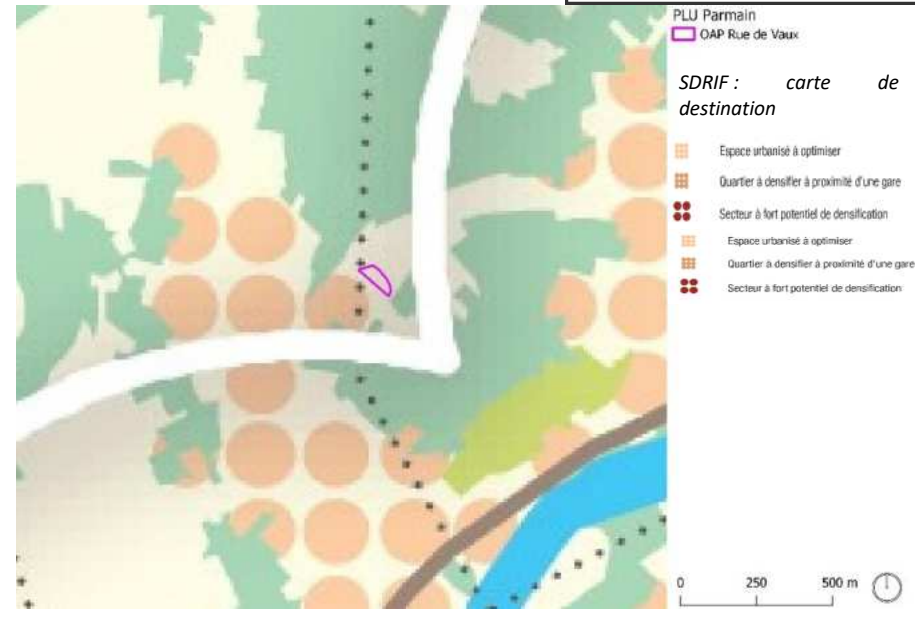 PLU Parmain
OAP Rue de Vaux
SDRIF : carte de
destination
Espace urbanisé à optimiser
Quartier à densifier à proximité d'une gare
Secteur à fort potentiel de densification
Espace urbanisé à optimiser
Quartier à densifier à proximité d'une gare
Secteur à fort potentiel de densification
0 250 500 m